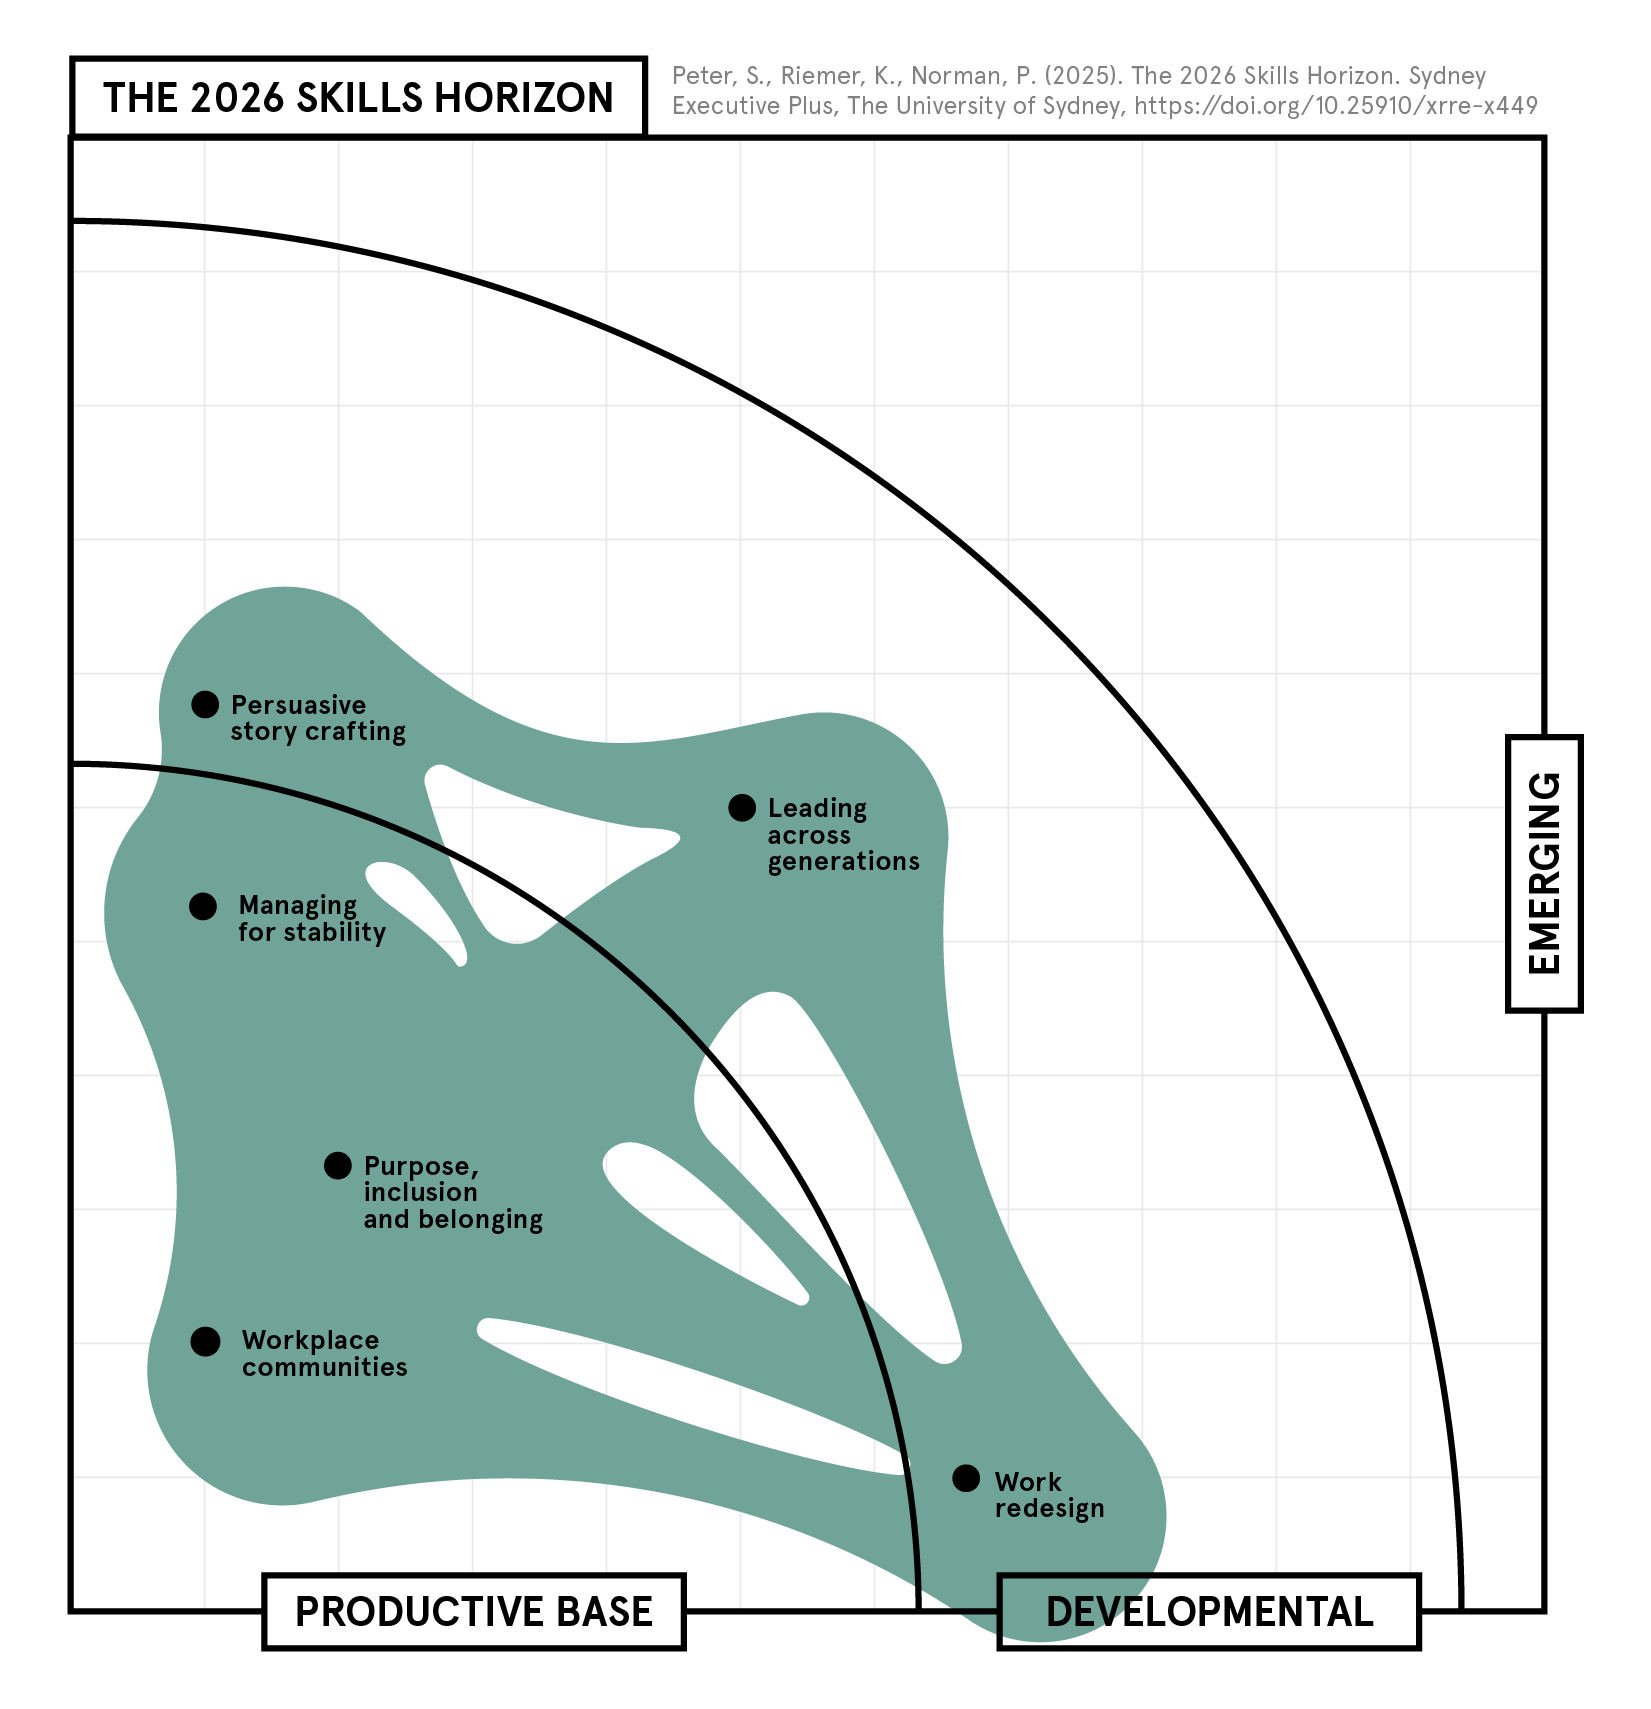 THE 2026 SKILLS HORIZON
Peter, S., Riemer, K., Norman, P. (2025). The 2026 Skills Horizon. Sydney
Executive Plus, The University of Sydney, https://doi.org/10.25910/xrre-x449
Persuasive
story crafting
Leading
across
generations
Managing
for stability
EMERGING
Purpose,
inclusion
and belonging
Workplace
communities
Work
redesign
PRODUCTIVE BASE
DEVELOPMENTAL